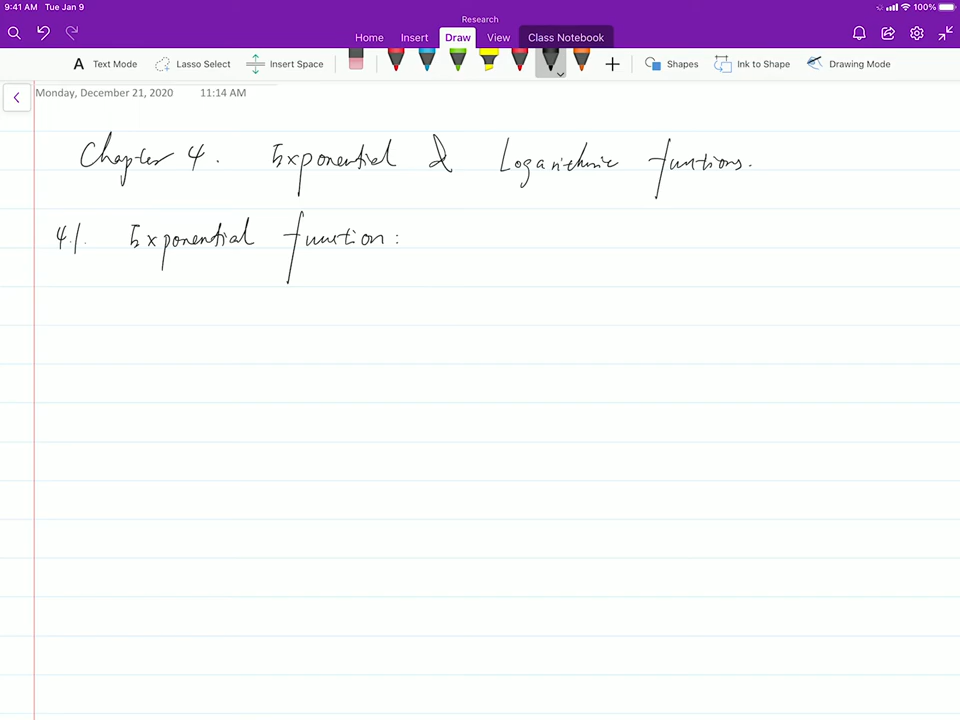 9:41 AM Tue Jan 9 100%
Research
Home Insert Draw View Class Notebook
A Text Mode Lasso Select Insert Space Shapes Ink to Shape Drawing Mode
Monday, December 21, 2020 11:14 AM
Chapter 4. Exponential & Logarithmic functions.
4.1. Exponential function: